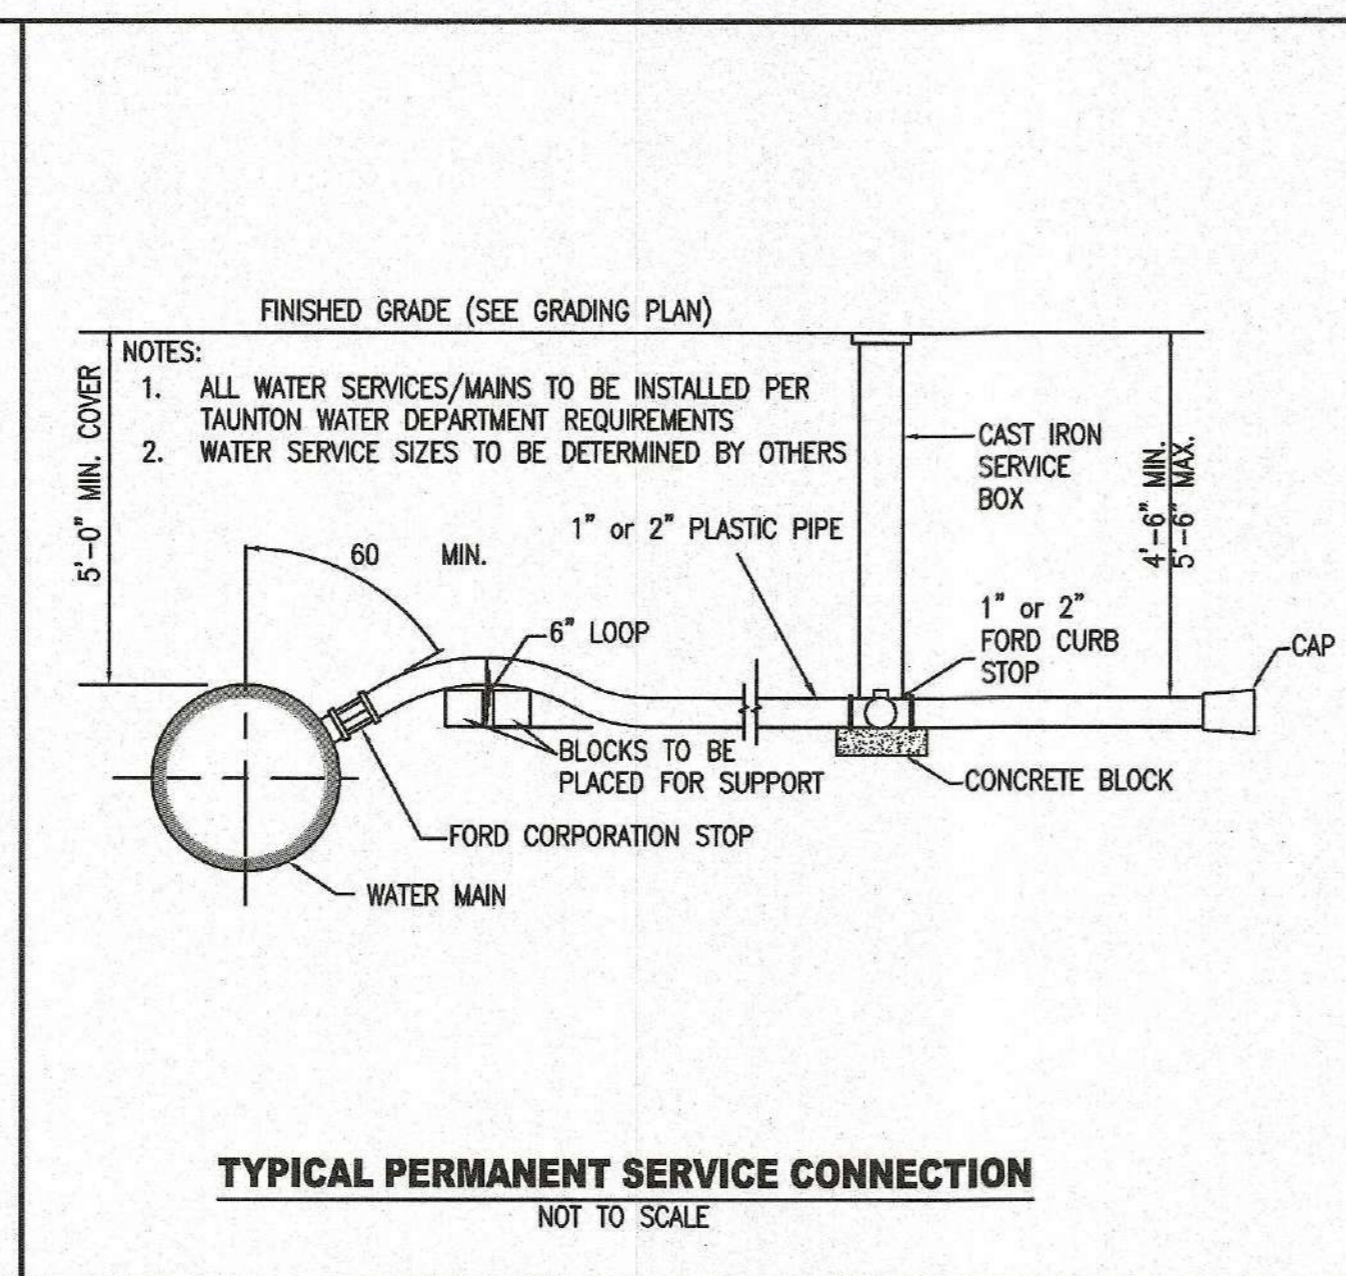 FINISHED GRADE (SEE GRADING PLAN)
NOTES:
1. ALL WATER SERVICES/MAINS TO BE INSTALLED PER
TAUNTON WATER DEPARTMENT REQUIREMENTS
2. WATER SERVICE SIZES TO BE DETERMINED BY OTHERS
5'-0" MIN. COVER
CAST IRON
SERVICE
BOX
4'-6" MIN.
5'-6" MAX.
1" or 2" PLASTIC PIPE
60 MIN.
6" LOOP
1" or 2"
FORD CURB
STOP
CAP
BLOCKS TO BE
PLACED FOR SUPPORT
CONCRETE BLOCK
FORD CORPORATION STOP
WATER MAIN
TYPICAL PERMANENT SERVICE CONNECTION
NOT TO SCALE